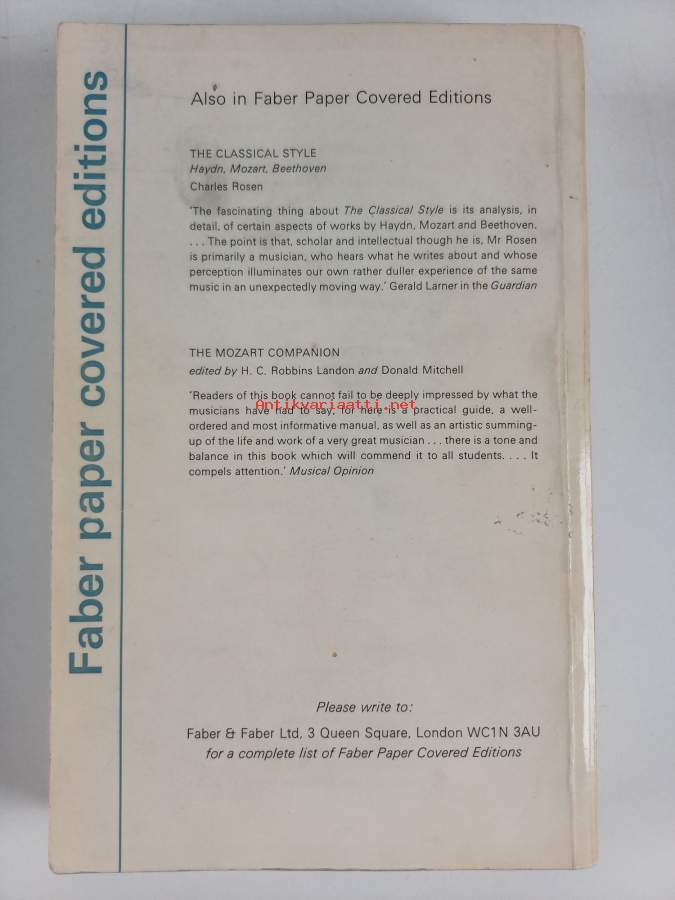 Faber paper covered editions
Also in Faber Paper Covered Editions
THE CLASSICAL STYLE
Haydn, Mozart, Beethoven
Charles Rosen
'The fascinating thing about The Classical Style is its analysis, in
detail, of certain aspects of works by Haydn, Mozart and Beethoven.
. . . The point is that, scholar and intellectual though he is, Mr Rosen
is primarily a musician, who hears what he writes about and whose
perception illuminates our own rather duller experience of the same
music in an unexpectedly moving way.' Gerald Larner in the Guardian
THE MOZART COMPANION
edited by H. C. Robbins Landon and Donald Mitchell
'Readers of this book cannot fail to be deeply impressed by what the
musicians have had to say, for here is a practical guide, a well-
ordered and most informative manual, as well as an artistic summing-
up of the life and work of a very great musician . . . there is a tone and
balance in this book which will commend it to all students. . . . It
compels attention.' Musical Opinion
Antikvariaatti.net
Please write to:
Faber & Faber Ltd, 3 Queen Square, London WC1N 3AU
for a complete list of Faber Paper Covered Editions